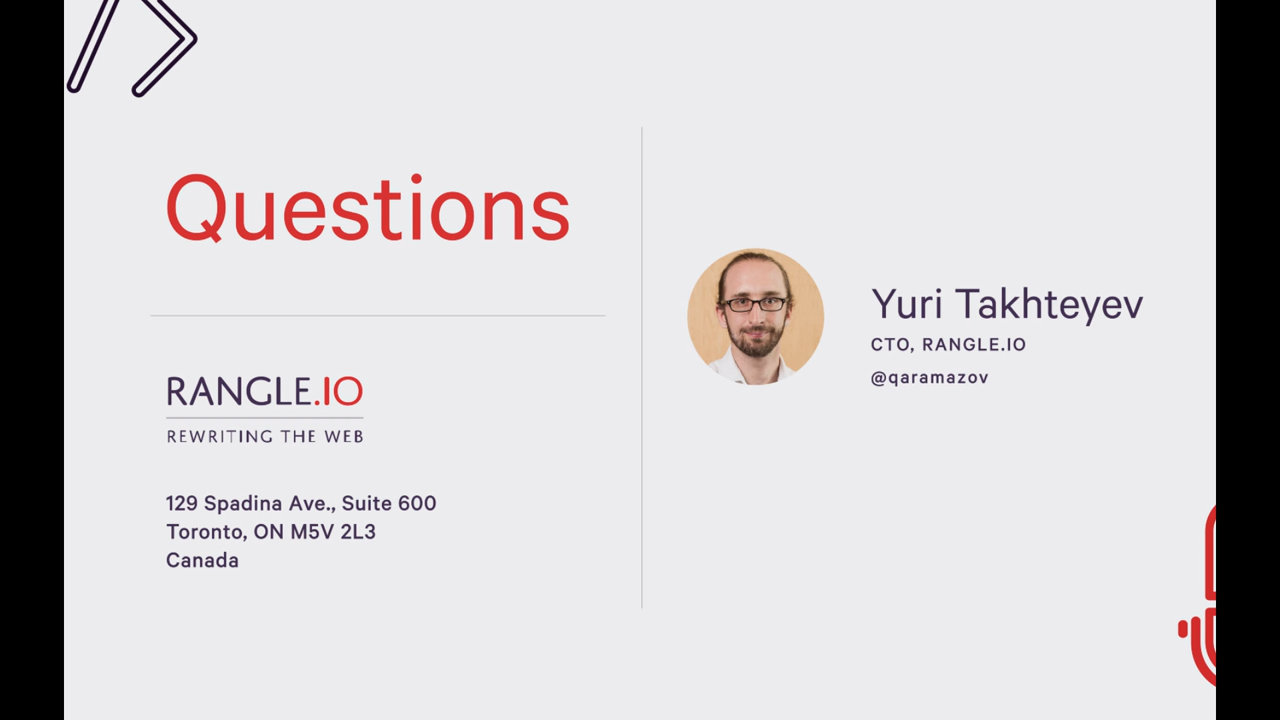 Questions
RANGLE.IO
REWRITING THE WEB
129 Spadina Ave., Suite 600
Toronto, ON M5V 2L3
Canada
Yuri Takhteyev
CTO, RANGLE.IO
@qaramazov